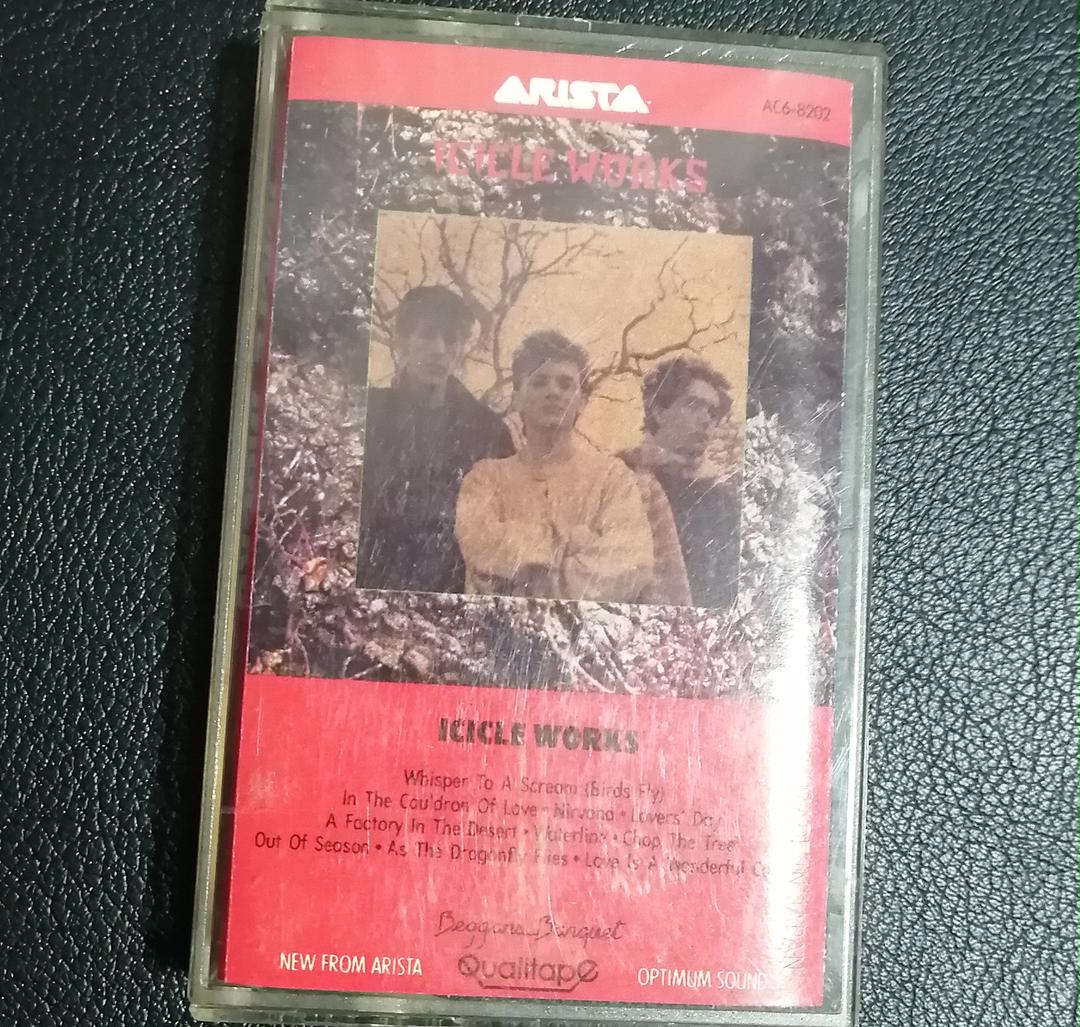 ARISTA
AC6-8202
ICICLE WORKS
ICICLE WORKS
Whisper To A Scream (Birds Fly)
In The Cauldron Of Love • Nirvana • Lovers' Day
A Factory In The Desert • Waterline • Chop The Tree
Out Of Season • As The Dragonfly Flies • Love Is A Wonderful
Beggars Banquet
NEW FROM ARISTA
Qualitape
OPTIMUM SOUND